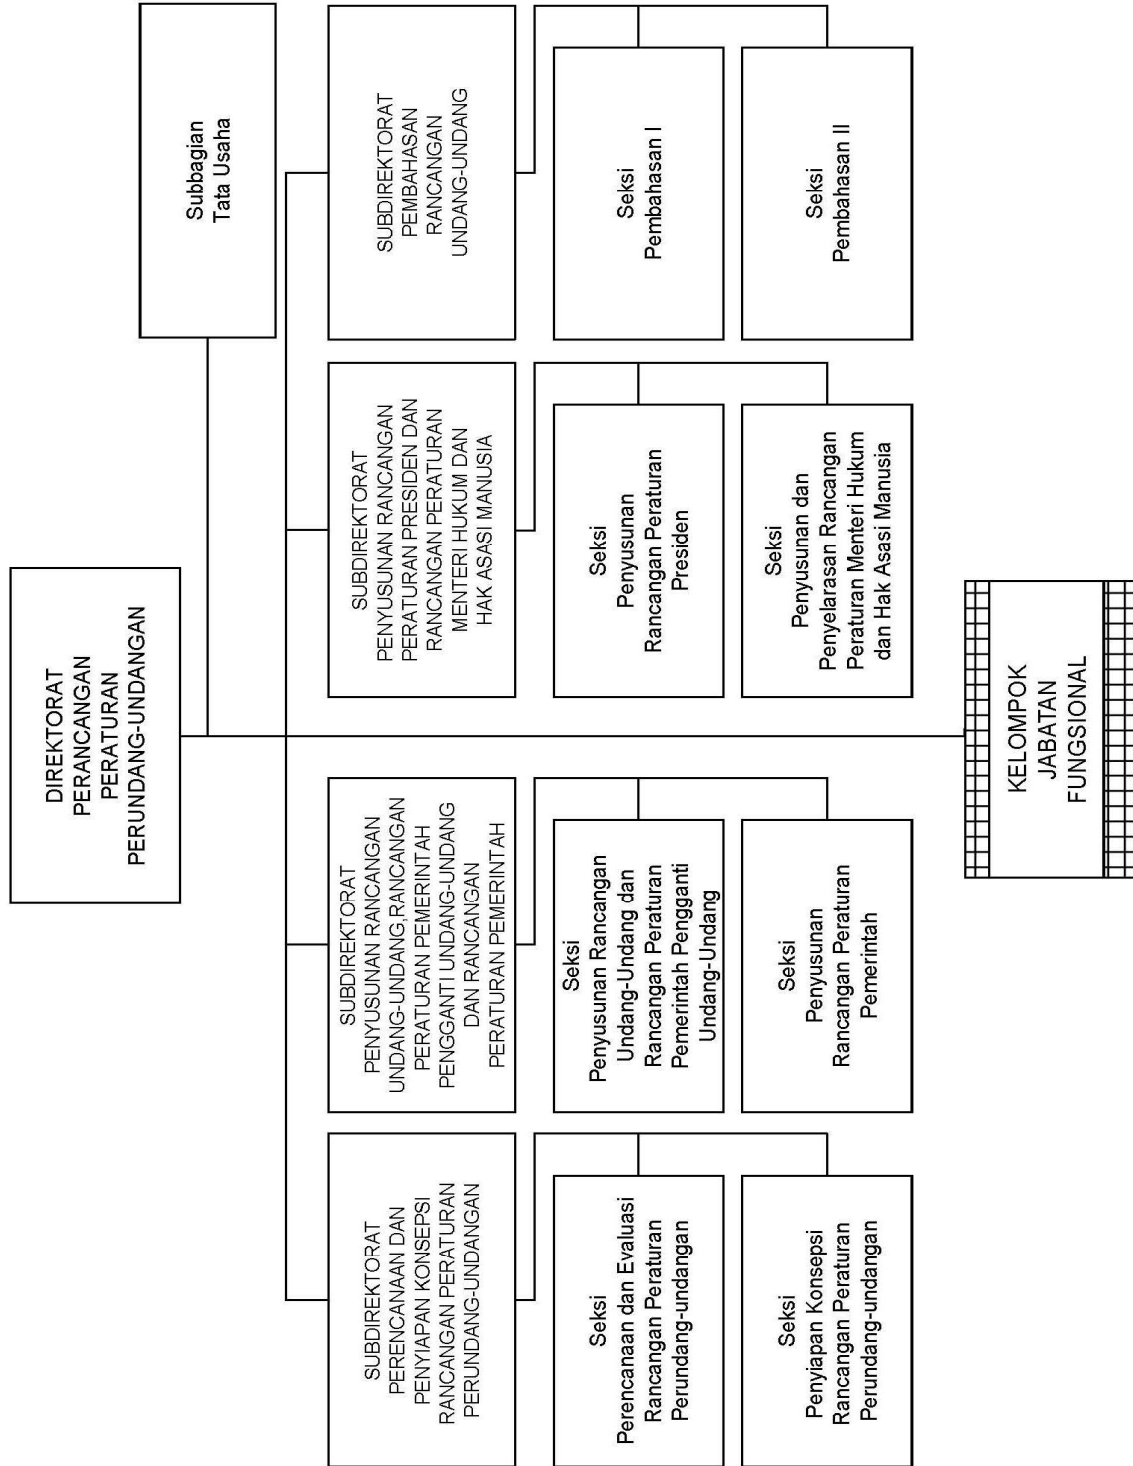 DIREKTORAT
PERANCANGAN
PERATURAN
PERUNDANG-UNDANGAN
Subbagian
Tata Usaha
SUBDIREKTORAT
PERENCANAAN DAN
PENYIAPAN KONSEPSI
RANCANGAN PERATURAN
PERUNDANG-UNDANGAN
SUBDIREKTORAT
PENYUSUNAN RANCANGAN
UNDANG-UNDANG,RANCANGAN
PERATURAN PEMERINTAH
PENGGANTI UNDANG-UNDANG
DAN RANCANGAN
PERATURAN PEMERINTAH
SUBDIREKTORAT
PENYUSUNAN RANCANGAN
PERATURAN PRESIDEN DAN
RANCANGAN PERATURAN
MENTERI HUKUM DAN
HAK ASASI MANUSIA
SUBDIREKTORAT
PEMBAHASAN
RANCANGAN
UNDANG-UNDANG
Seksi
Perencanaan dan Evaluasi
Rancangan Peraturan
Perundang-undangan
Seksi
Penyusunan Rancangan
Undang-Undang dan
Rancangan Peraturan
Pemerintah Pengganti
Undang-Undang
Seksi
Penyusunan
Rancangan Peraturan
Presiden
Seksi
Pembahasan I
Seksi
Penyiapan Konsepsi
Rancangan Peraturan
Perundang-undangan
Seksi
Penyusunan
Rancangan Peraturan
Pemerintah
Seksi
Penyusunan dan
Penyelarasan Rancangan
Peraturan Menteri Hukum
dan Hak Asasi Manusia
Seksi
Pembahasan II
KELOMPOK
JABATAN
FUNGSIONAL